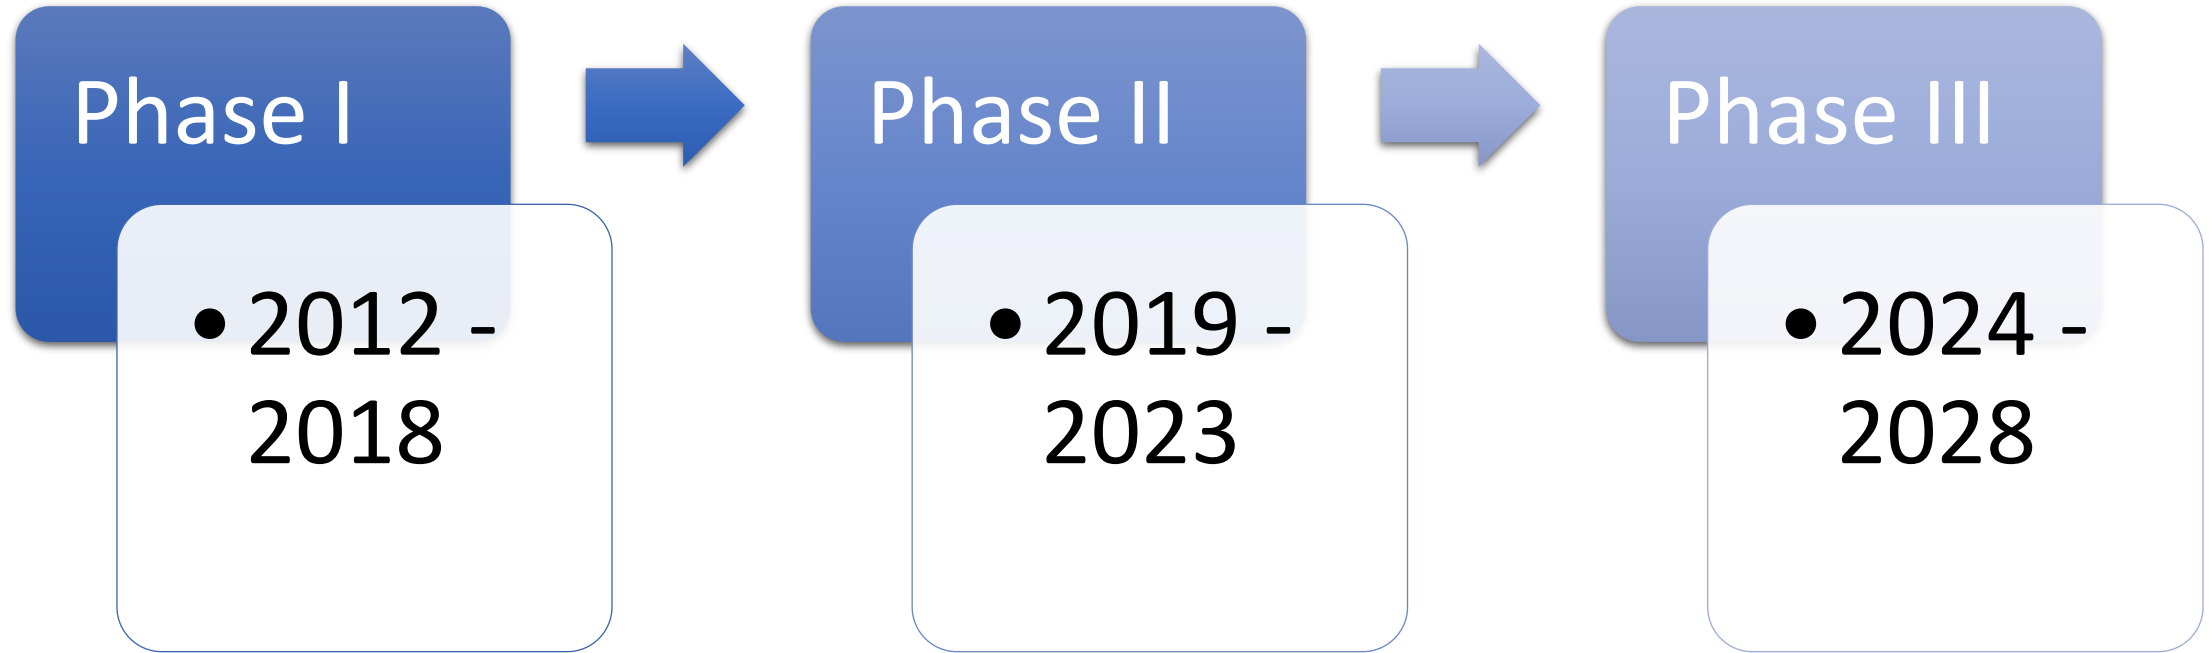 Phase I
• 2012 -
2018
Phase II
• 2019 -
2023
Phase III
• 2024 -
2028